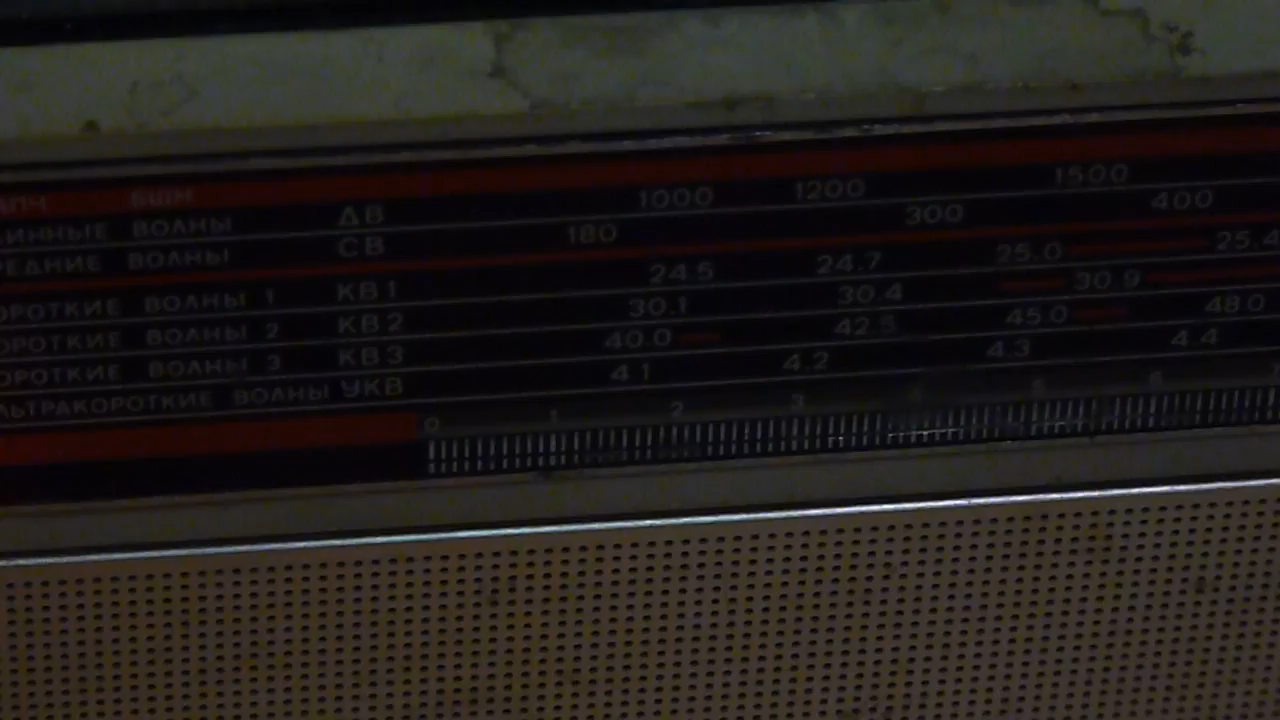 АПЧ БШН
ИННЫЕ ВОЛНЫ ДВ 1000 1200 1500
РЕДНИЕ ВОЛНЫ СВ 180 300 400
ОРОТКИЕ ВОЛНЫ 1 КВ1 24.5 24.7 25.0 25.4
ОРОТКИЕ ВОЛНЫ 2 КВ2 30.1 30.4 30.9
ОРОТКИЕ ВОЛНЫ 3 КВ3 40.0 42.5 45.0 48.0
ЛЬТРАКОРОТКИЕ ВОЛНЫ УКВ 4.1 4.2 4.3 4.4
0 1 2 3 4 5 6